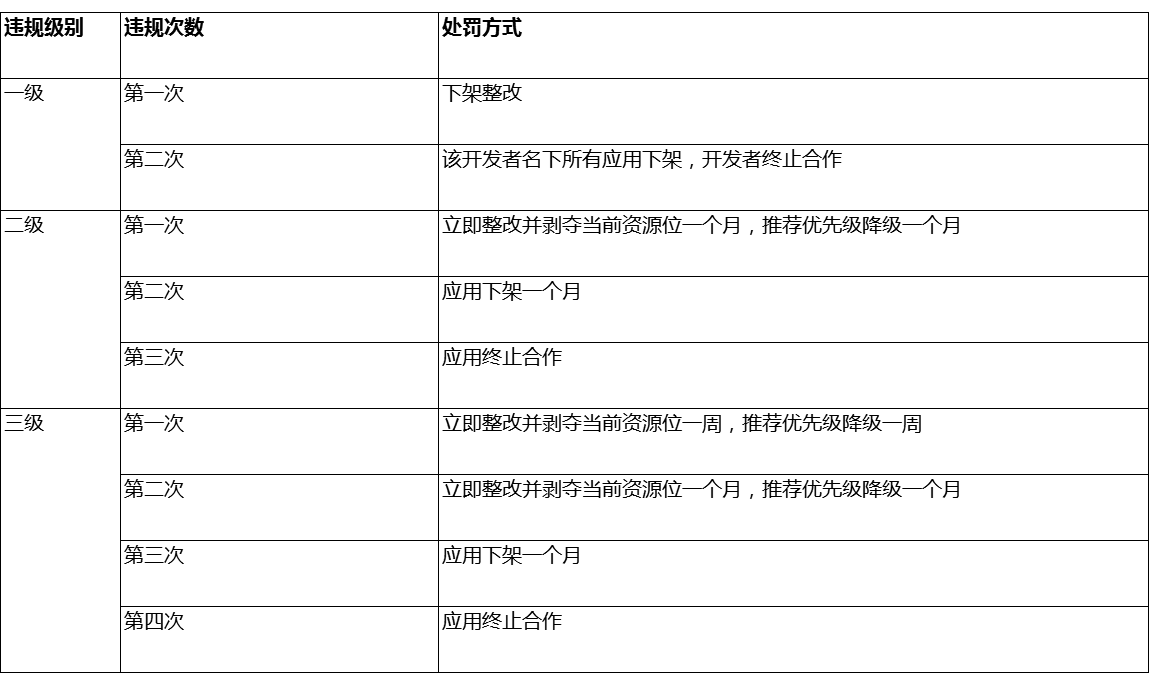 违规级别 违规次数 处罚方式
一级 第一次 下架整改
第二次 该开发者名下所有应用下架，开发者终止合作
二级 第一次 立即整改并剥夺当前资源位一个月，推荐优先级降级一个月
第二次 应用下架一个月
第三次 应用终止合作
三级 第一次 立即整改并剥夺当前资源位一周，推荐优先级降级一周
第二次 立即整改并剥夺当前资源位一个月，推荐优先级降级一个月
第三次 应用下架一个月
第四次 应用终止合作